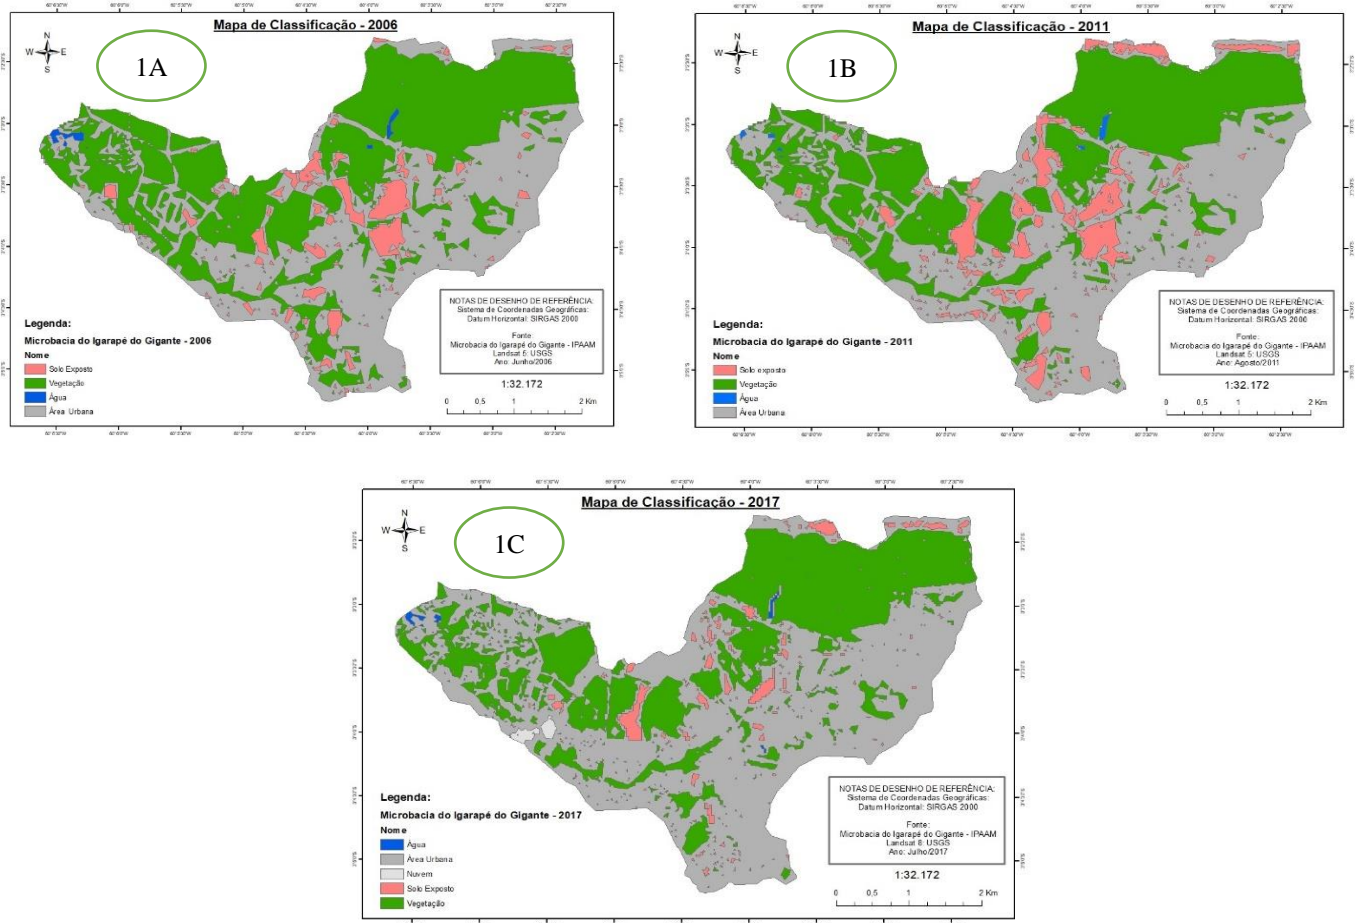 Mapa de Classificação - 2006
N
W E
S
1A
Legenda:
Microbacia do Igarapé do Gigante - 2006
Nome
Solo Exposto
Vegetação
Água
Área Urbana
NOTAS DE DESENHO DE REFERÊNCIA:
Sistema de Coordenadas Geográficas:
Datum Horizontal: SIRGAS 2000
Fonte:
Microbacia do Igarapé do Gigante - IPAAM
Landsat 5: USGS
Ano: Junho/2006
1:32.172
0 0,5 1 2 Km
Mapa de Classificação - 2011
N
W E
S
1B
Legenda:
Microbacia do Igarapé do Gigante - 2011
Nome
Solo exposto
Vegetação
Água
Área Urbana
NOTAS DE DESENHO DE REFERÊNCIA:
Sistema de Coordenadas Geográficas:
Datum Horizontal: SIRGAS 2000
Fonte:
Microbacia do Igarapé do Gigante - IPAAM
Landsat 5: USGS
Ano: Agosto/2011
1:32.172
0 0,5 1 2 Km
Mapa de Classificação - 2017
N
W E
S
1C
Legenda:
Microbacia do Igarapé do Gigante - 2017
Nome
Água
Área Urbana
Nuvem
Solo Exposto
Vegetação
NOTAS DE DESENHO DE REFERÊNCIA:
Sistema de Coordenadas Geográficas:
Datum Horizontal: SIRGAS 2000
Fonte:
Microbacia do Igarapé do Gigante - IPAAM
Landsat 8: USGS
Ano: Julho/2017
1:32.172
0 0,5 1 2 Km